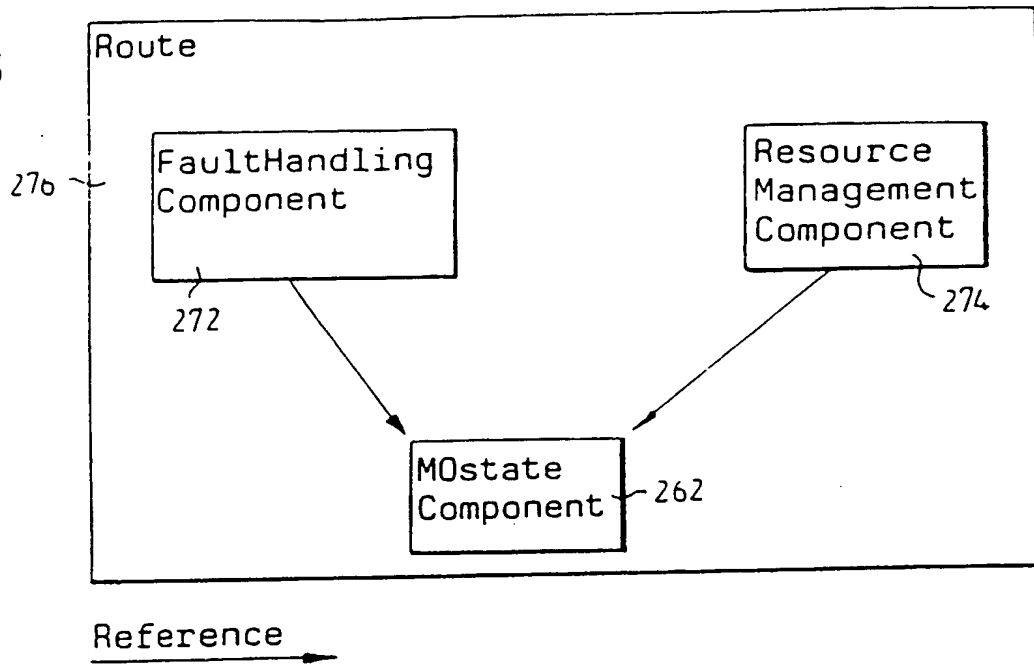 Route
FaultHandling
Component
272
Resource
Management
Component
274
276
MOstate
Component
262
Reference